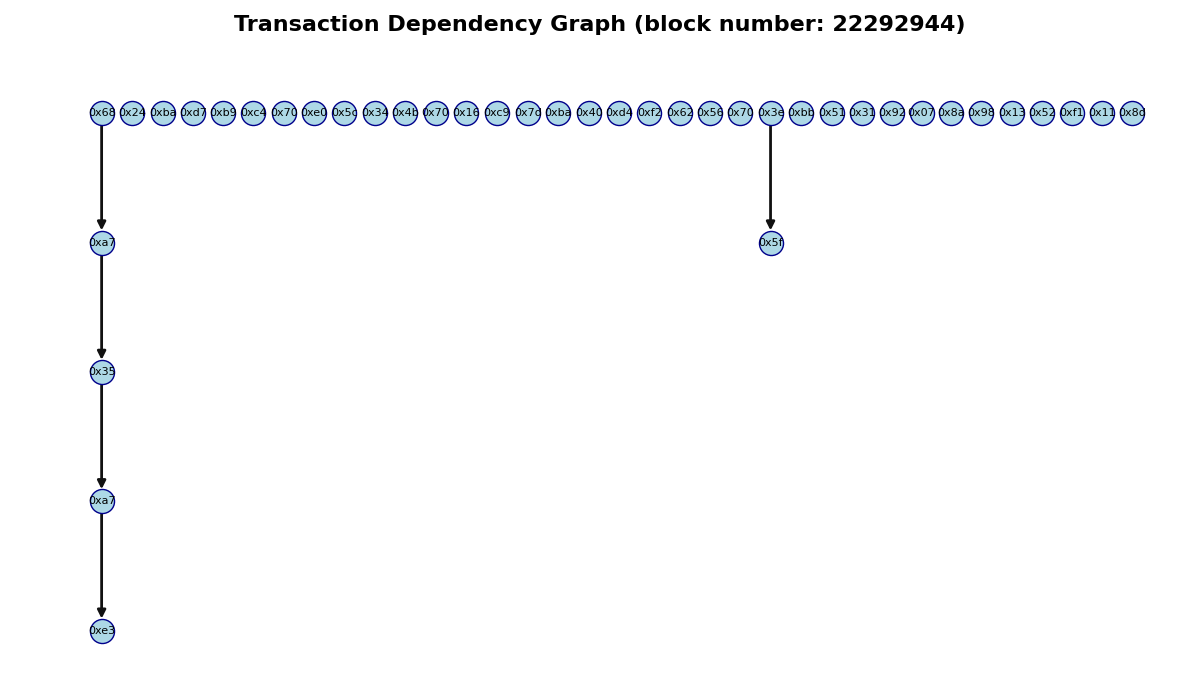 Transaction Dependency Graph (block number: 22292944)
0x68 0x24 0xba 0xd7 0xb9 0xc4 0x70 0xe0 0x5c 0x34 0x4b 0x70 0x16 0xc9 0x7c 0xba 0x40 0xd4 0xf2 0x62 0x56 0x70 0x3e 0xbb 0x51 0x31 0x92 0x07 0x8a 0x98 0x13 0x52 0xf1 0x11
0xa7 0x5f
0x35
0xa7
0xe3